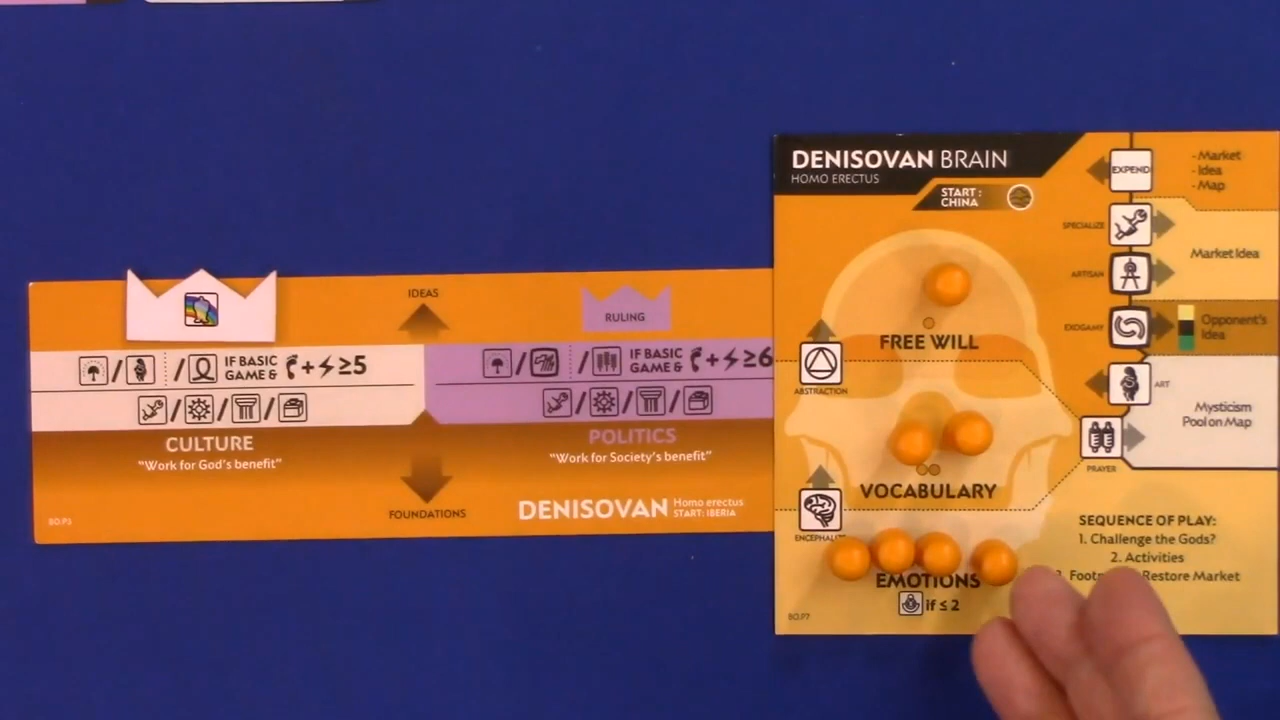 DENISOVAN BRAIN
HOMO ERECTUS
START :
CHINA
EXPEND
- Market
- Idea
- Map
SPECIALIZE
Market Idea
ARTISAN
EXOGAMY
Opponent's
Idea
ART
Mysticism
Pool on Map
PRAYER
FREE WILL
ABSTRACTION
VOCABULARY
EMOTIONS
if ≤ 2
BO.P7
SEQUENCE OF PLAY:
1. Challenge the Gods?
2. Activities
Restore Market
IDEAS
RULING
/ / IF BASIC
GAME & + ≥5
/ / /
CULTURE
"Work for God's benefit"
/ / IF BASIC
GAME & + ≥6
/ / /
POLITICS
"Work for Society's benefit"
FOUNDATIONS
DENISOVAN Homo erectus
START: IBERIA